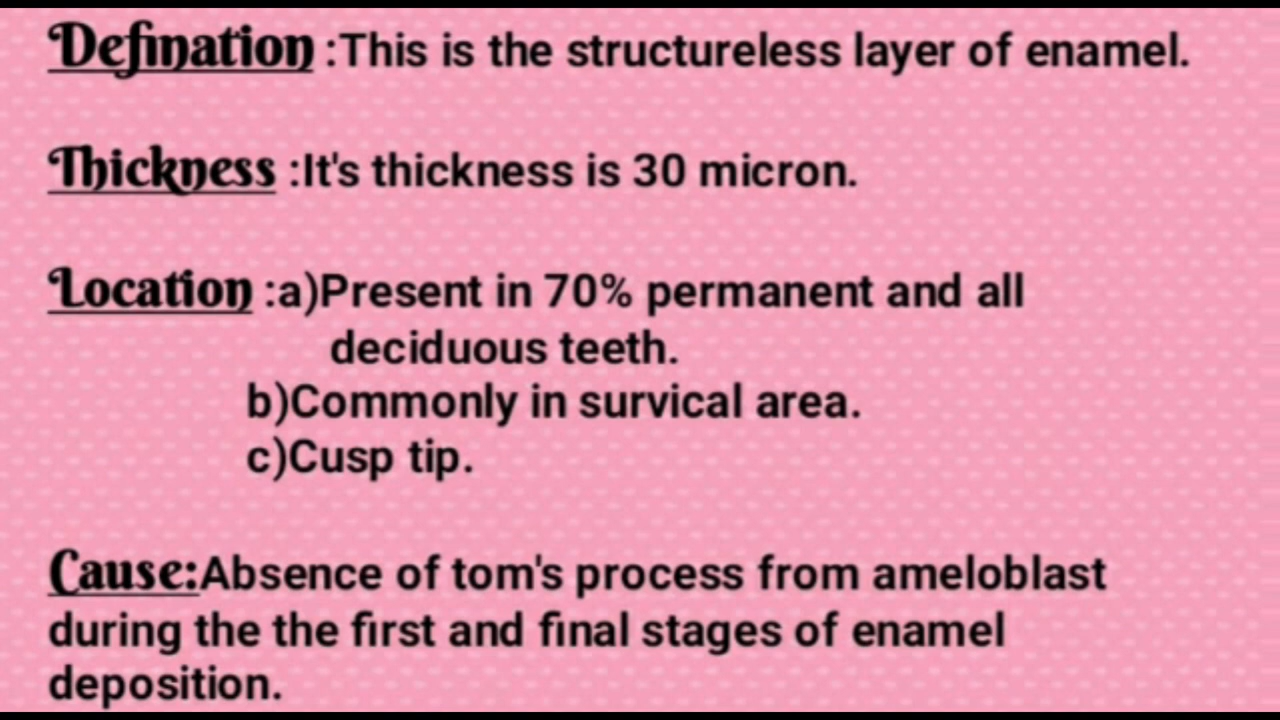 Defination :This is the structureless layer of enamel.
Thickness :It's thickness is 30 micron.
Location :a)Present in 70% permanent and all
deciduous teeth.
b)Commonly in survical area.
c)Cusp tip.
Cause:Absence of tom's process from ameloblast
during the the first and final stages of enamel
deposition.